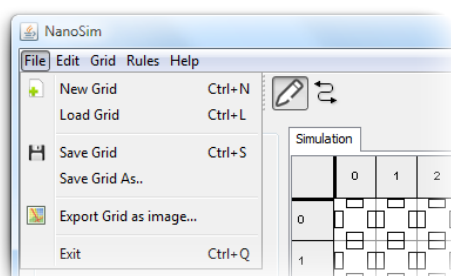 NanoSim
File Edit Grid Rules Help
New Grid Ctrl+N
Load Grid Ctrl+L
Save Grid Ctrl+S
Save Grid As..
Export Grid as image...
Exit Ctrl+Q
Simulation
0 1 2
0
1